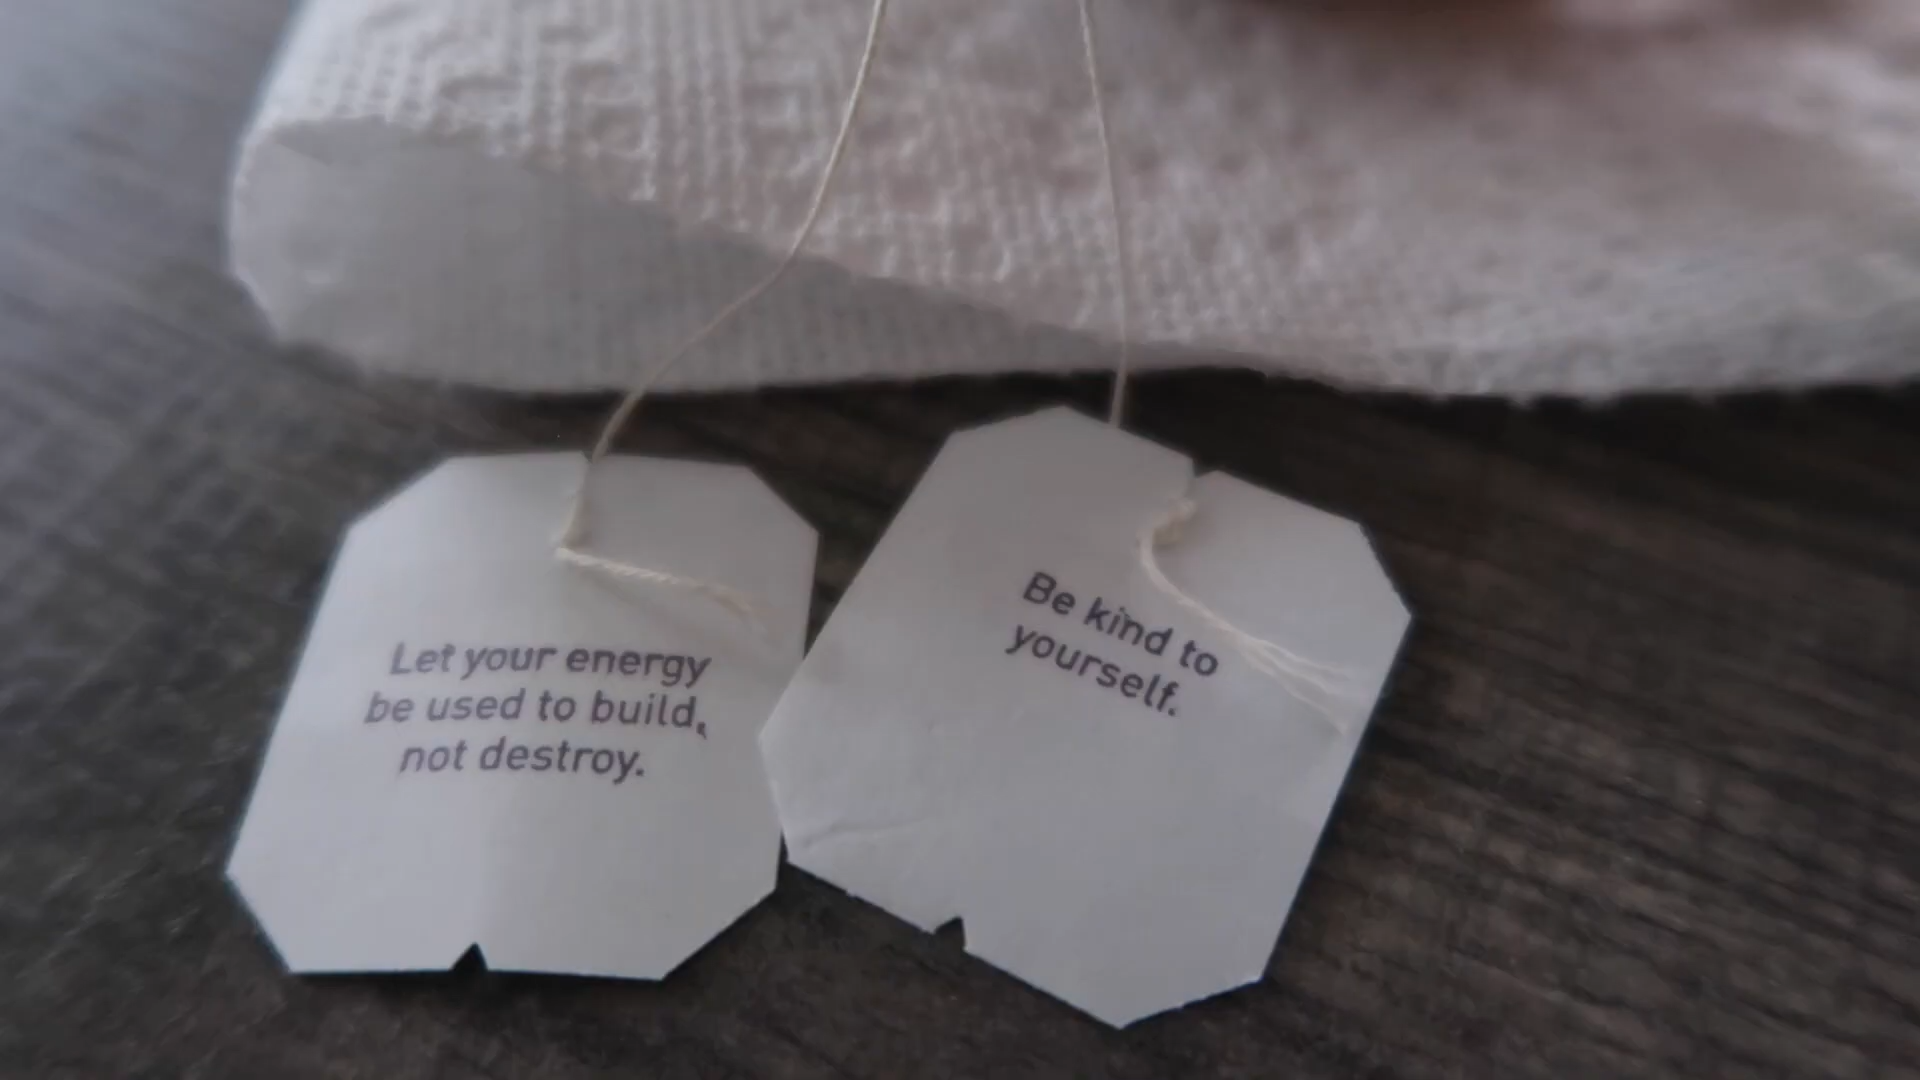 Let your energy
be used to build,
not destroy.
Be kind to
yourself.